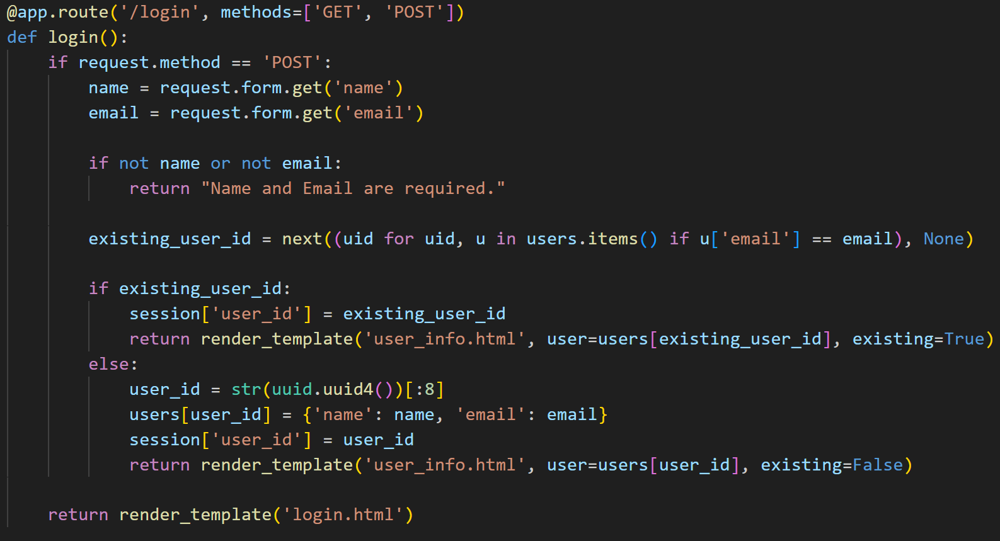 @app.route('/login', methods=['GET', 'POST'])
def login():
    if request.method == 'POST':
        name = request.form.get('name')
        email = request.form.get('email')

        if not name or not email:
            return "Name and Email are required."

        existing_user_id = next((uid for uid, u in users.items() if u['email'] == email), None)

        if existing_user_id:
            session['user_id'] = existing_user_id
            return render_template('user_info.html', user=users[existing_user_id], existing=True)
        else:
            user_id = str(uuid.uuid4())[:8]
            users[user_id] = {'name': name, 'email': email}
            session['user_id'] = user_id
            return render_template('user_info.html', user=users[user_id], existing=False)

    return render_template('login.html')